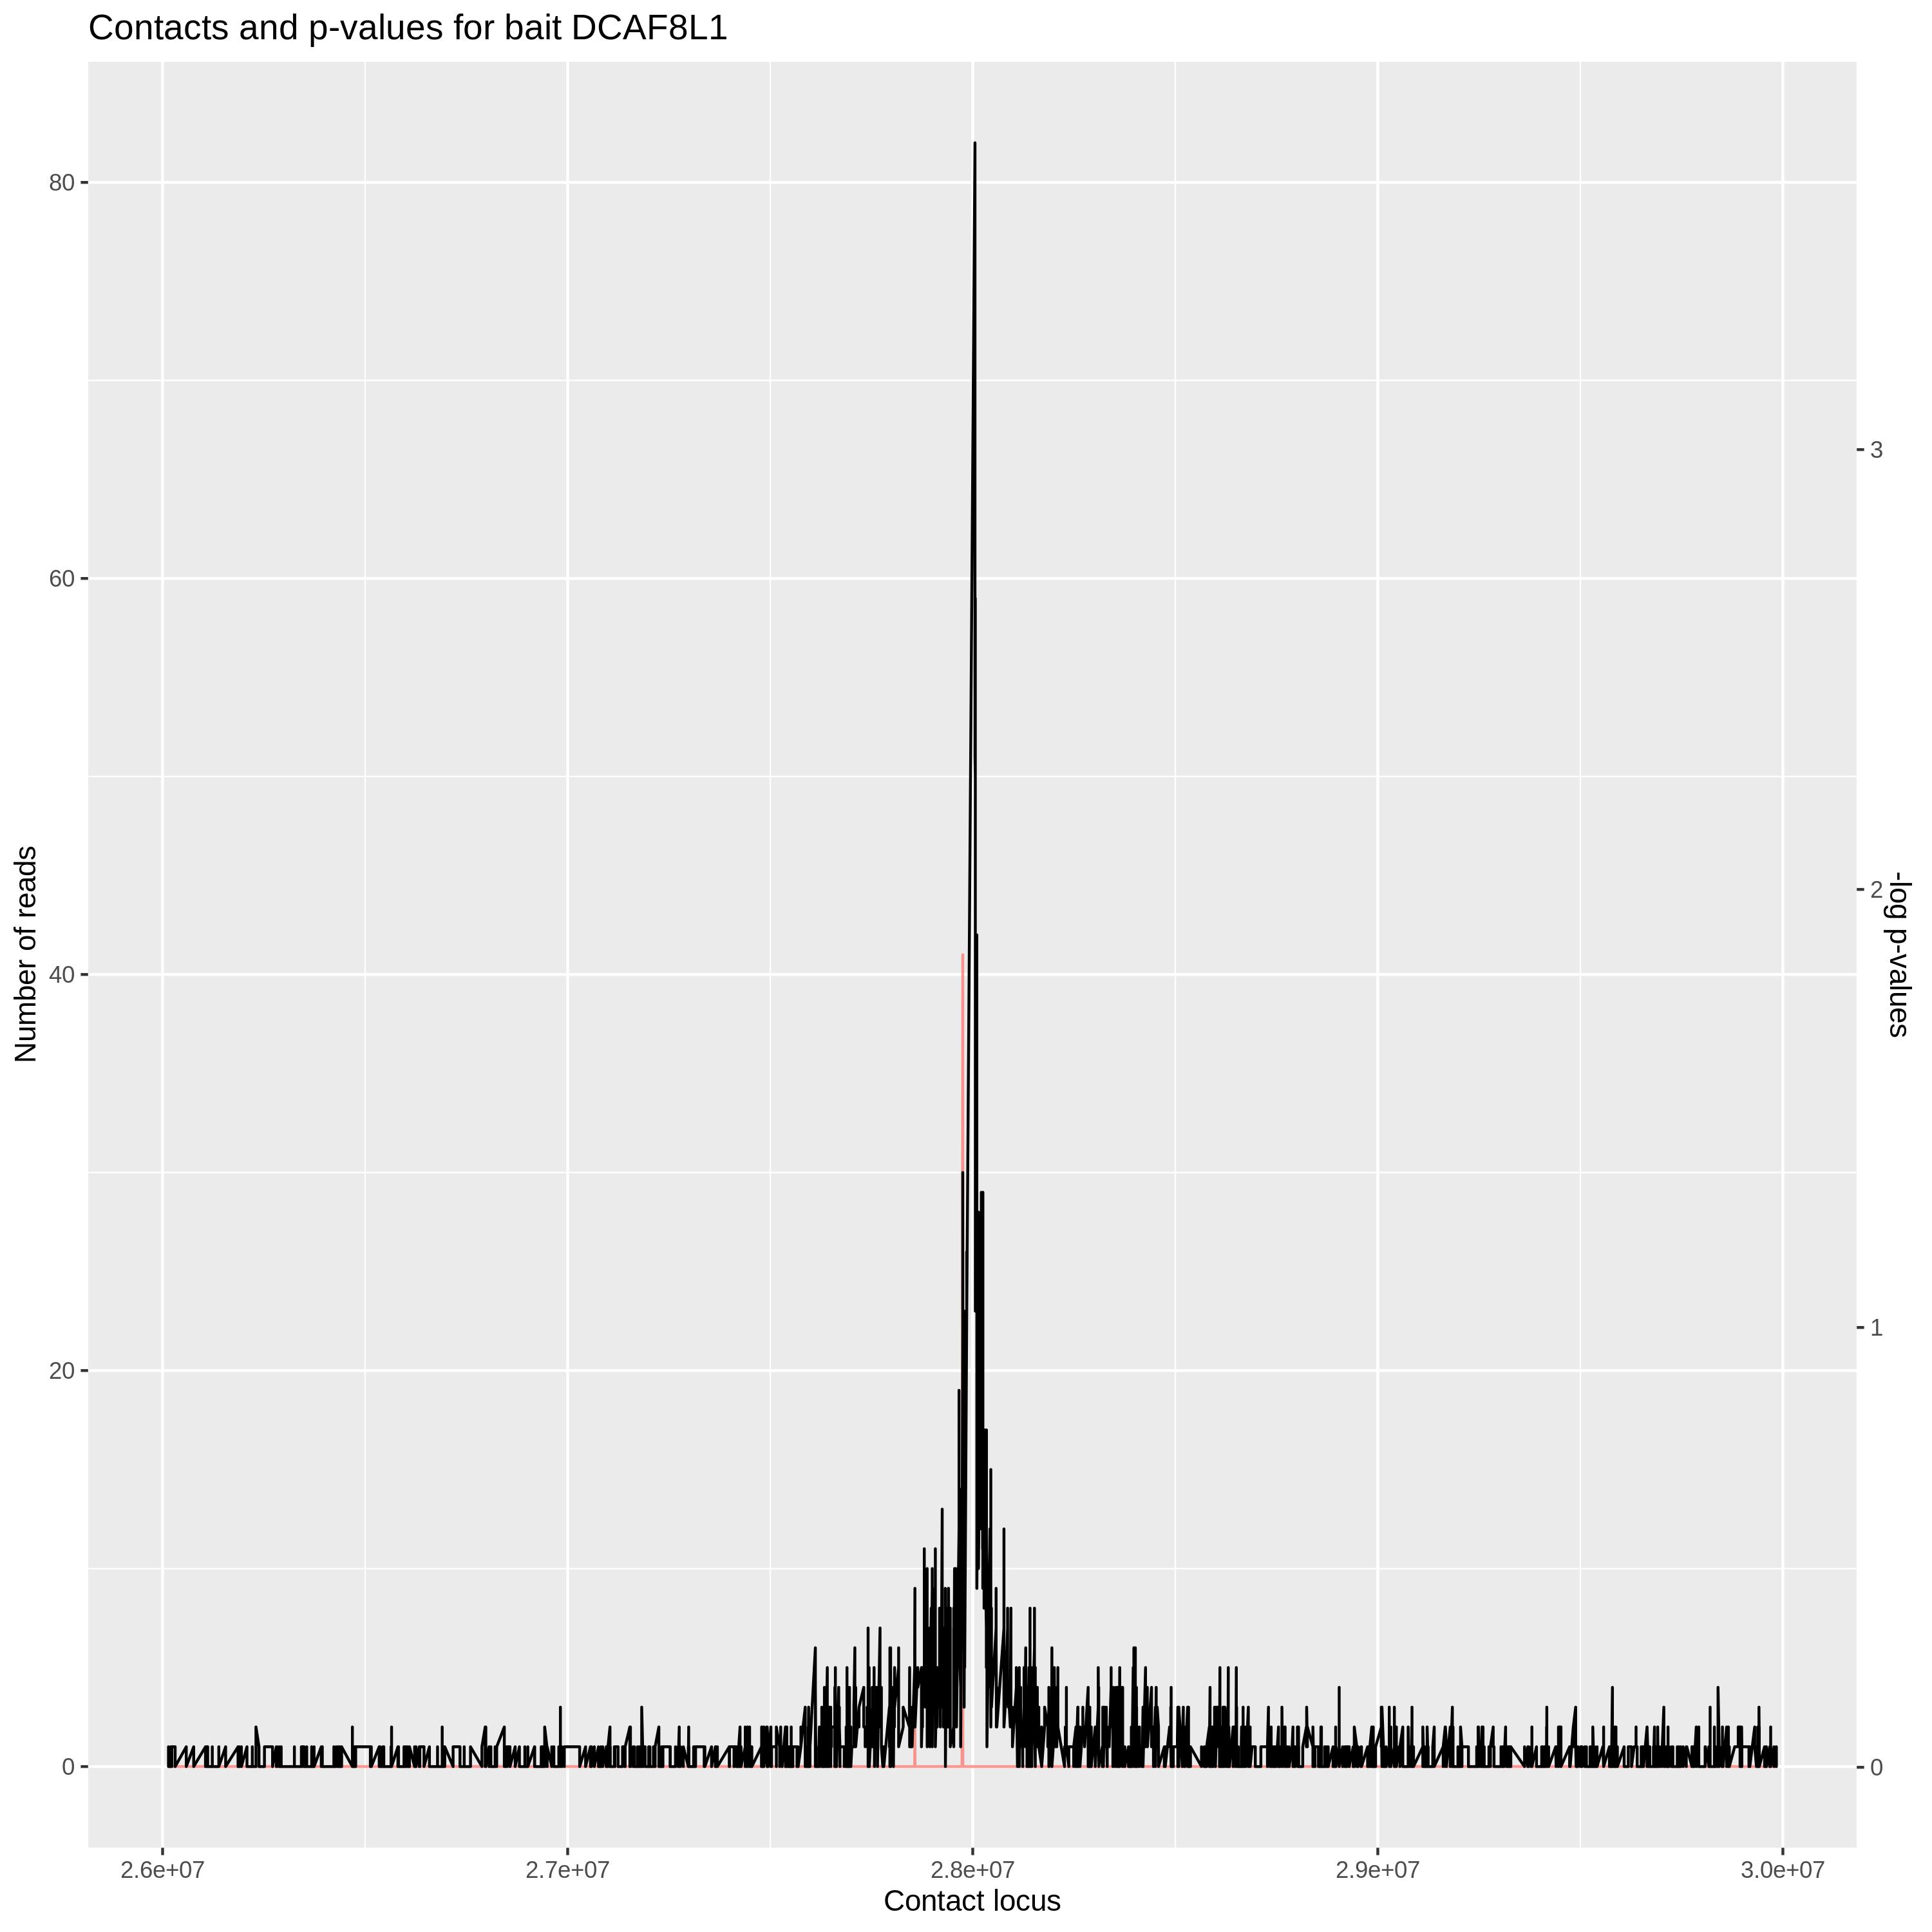 Contacts and p-values for bait DCAF8L1
80
60
40
20
0
Number of reads
3
2
1
0
-log p-values
2.6e+07 2.7e+07 2.8e+07 2.9e+07 3.0e+07
Contact locus